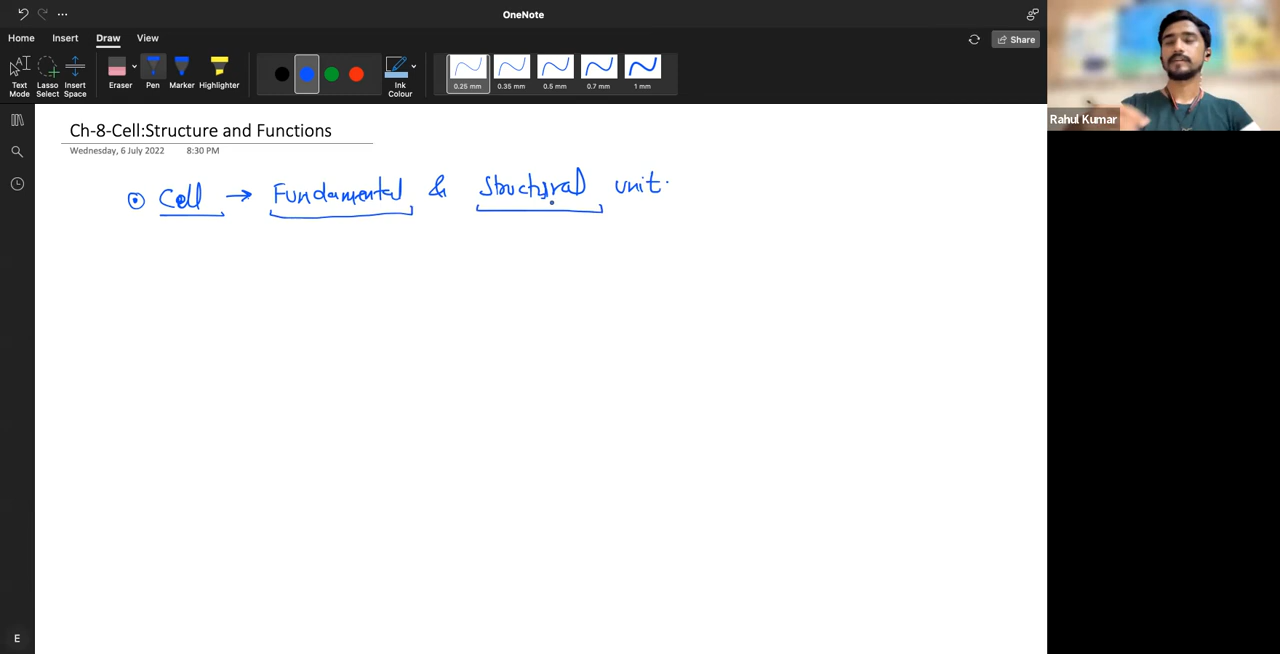 OneNote
Home Insert Draw View
Share
Text Mode
Lasso Select
Insert Space
Eraser
Pen
Marker
Highlighter
Ink Colour
0.25 mm
0.35 mm
0.5 mm
0.7 mm
1 mm
Rahul Kumar
Ch-8-Cell:Structure and Functions
Wednesday, 6 July 2022 8:30 PM
Cell → Fundamental & Structural unit.
E